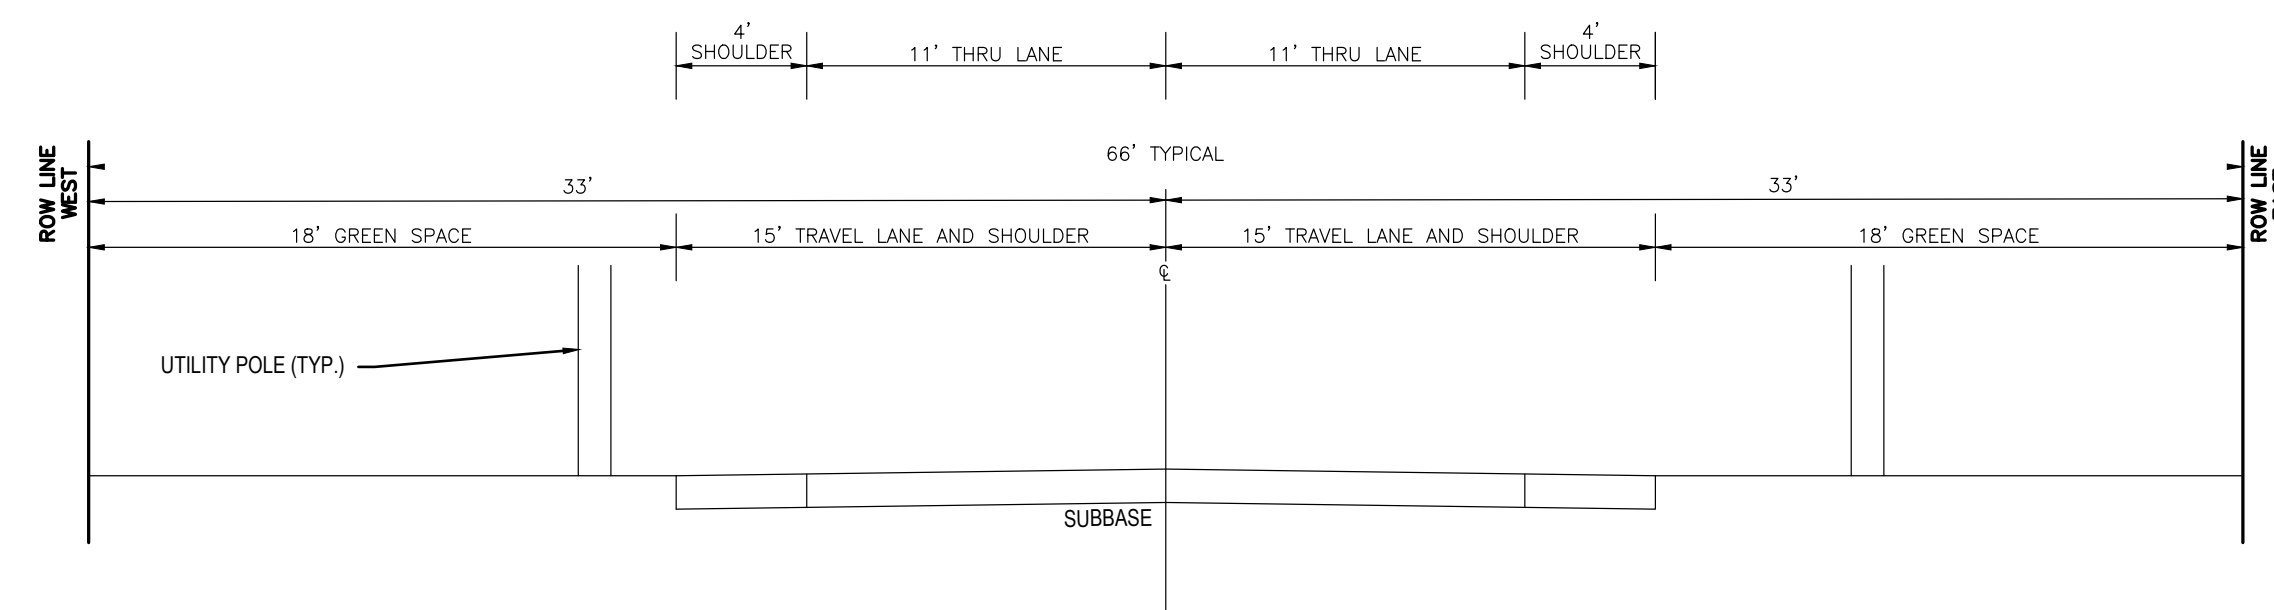 4'
SHOULDER
11' THRU LANE
11' THRU LANE
4'
SHOULDER
66' TYPICAL
ROW LINE
WEST
33'
33'
ROW LINE
18' GREEN SPACE
15' TRAVEL LANE AND SHOULDER
15' TRAVEL LANE AND SHOULDER
18' GREEN SPACE
℄
UTILITY POLE (TYP.)
SUBBASE